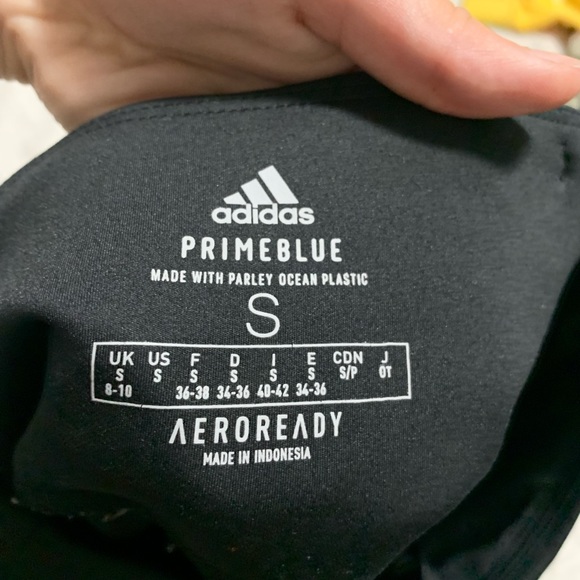 adidas
PRIMEBLUE
MADE WITH PARLEY OCEAN PLASTIC
S
UK US F D I E CDN J
S S S S S S S/P OT
8-10 36-38 34-36 40-42 34-36
AEROREADY
MADE IN INDONESIA